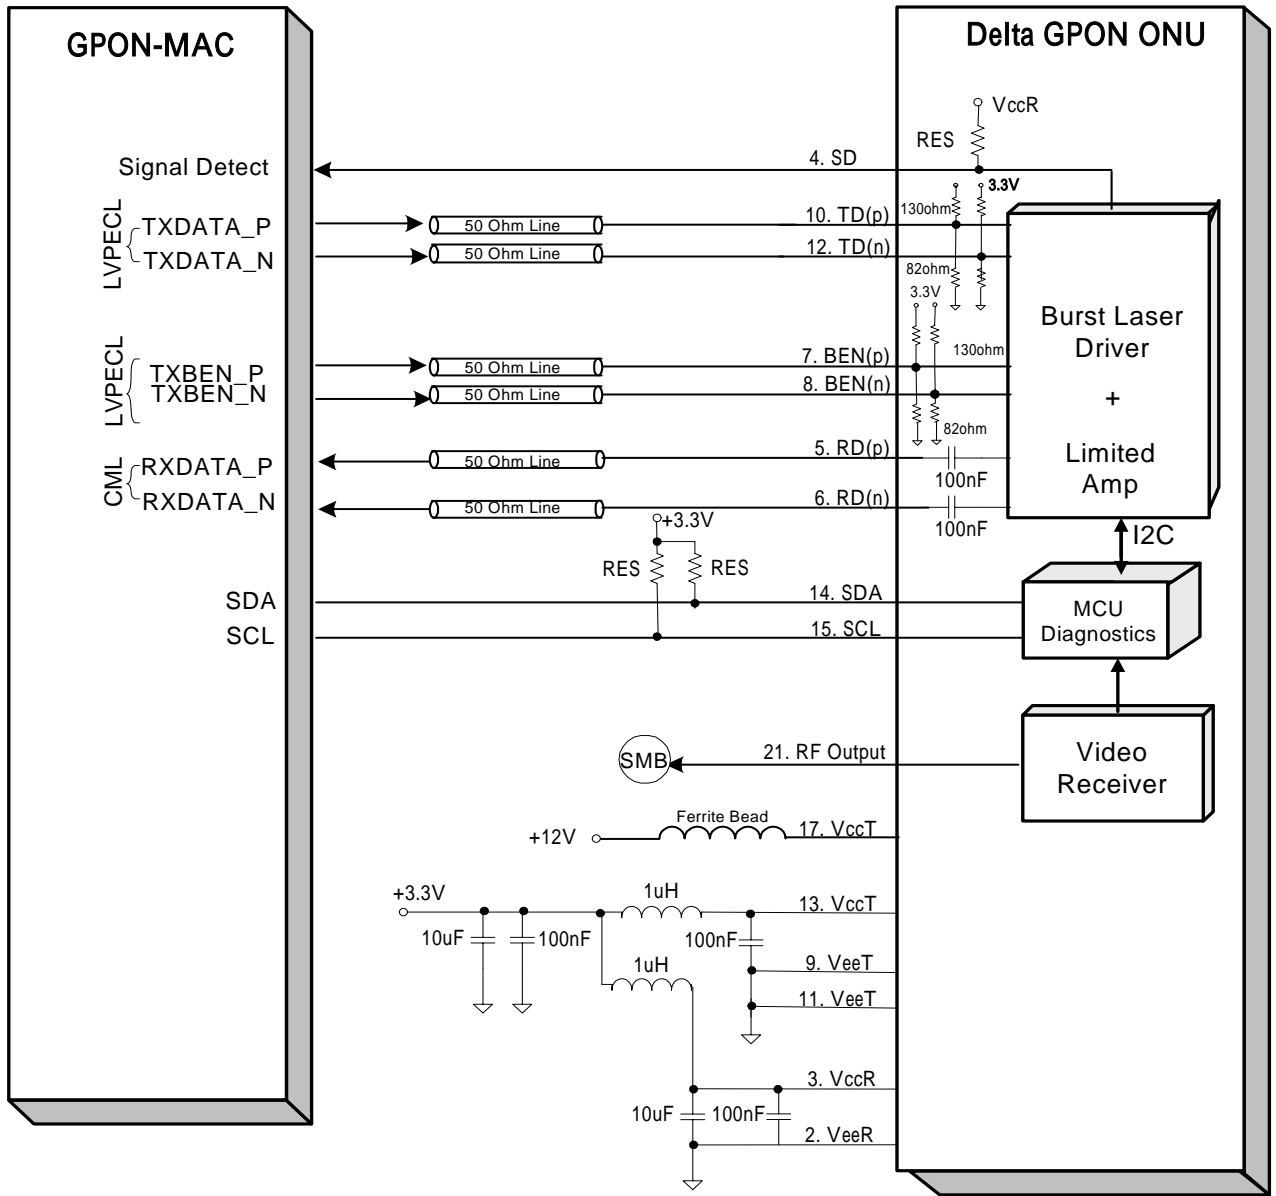 GPON-MAC
Delta GPON ONU
VccR
RES
Signal Detect
4. SD
3.3V
LVPECL
TXDATA_P
50 Ohm Line
10. TD(p)
130ohm
TXDATA_N
50 Ohm Line
12. TD(n)
82ohm
3.3V
Burst Laser
Driver
+
Limited
Amp
LVPECL
TXBEN_P
50 Ohm Line
7. BEN(p)
130ohm
TXBEN_N
50 Ohm Line
8. BEN(n)
82ohm
CML
RXDATA_P
50 Ohm Line
5. RD(p)
100nF
RXDATA_N
50 Ohm Line
6. RD(n)
100nF
+3.3V
I2C
RES
RES
SDA
14. SDA
SCL
15. SCL
MCU
Diagnostics
SMB
21. RF Output
Video
Receiver
Ferrite Bead
+12V
17. VccT
+3.3V
1uH
13. VccT
10uF
100nF
100nF
1uH
9. VeeT
11. VeeT
3. VccR
10uF
100nF
2. VeeR